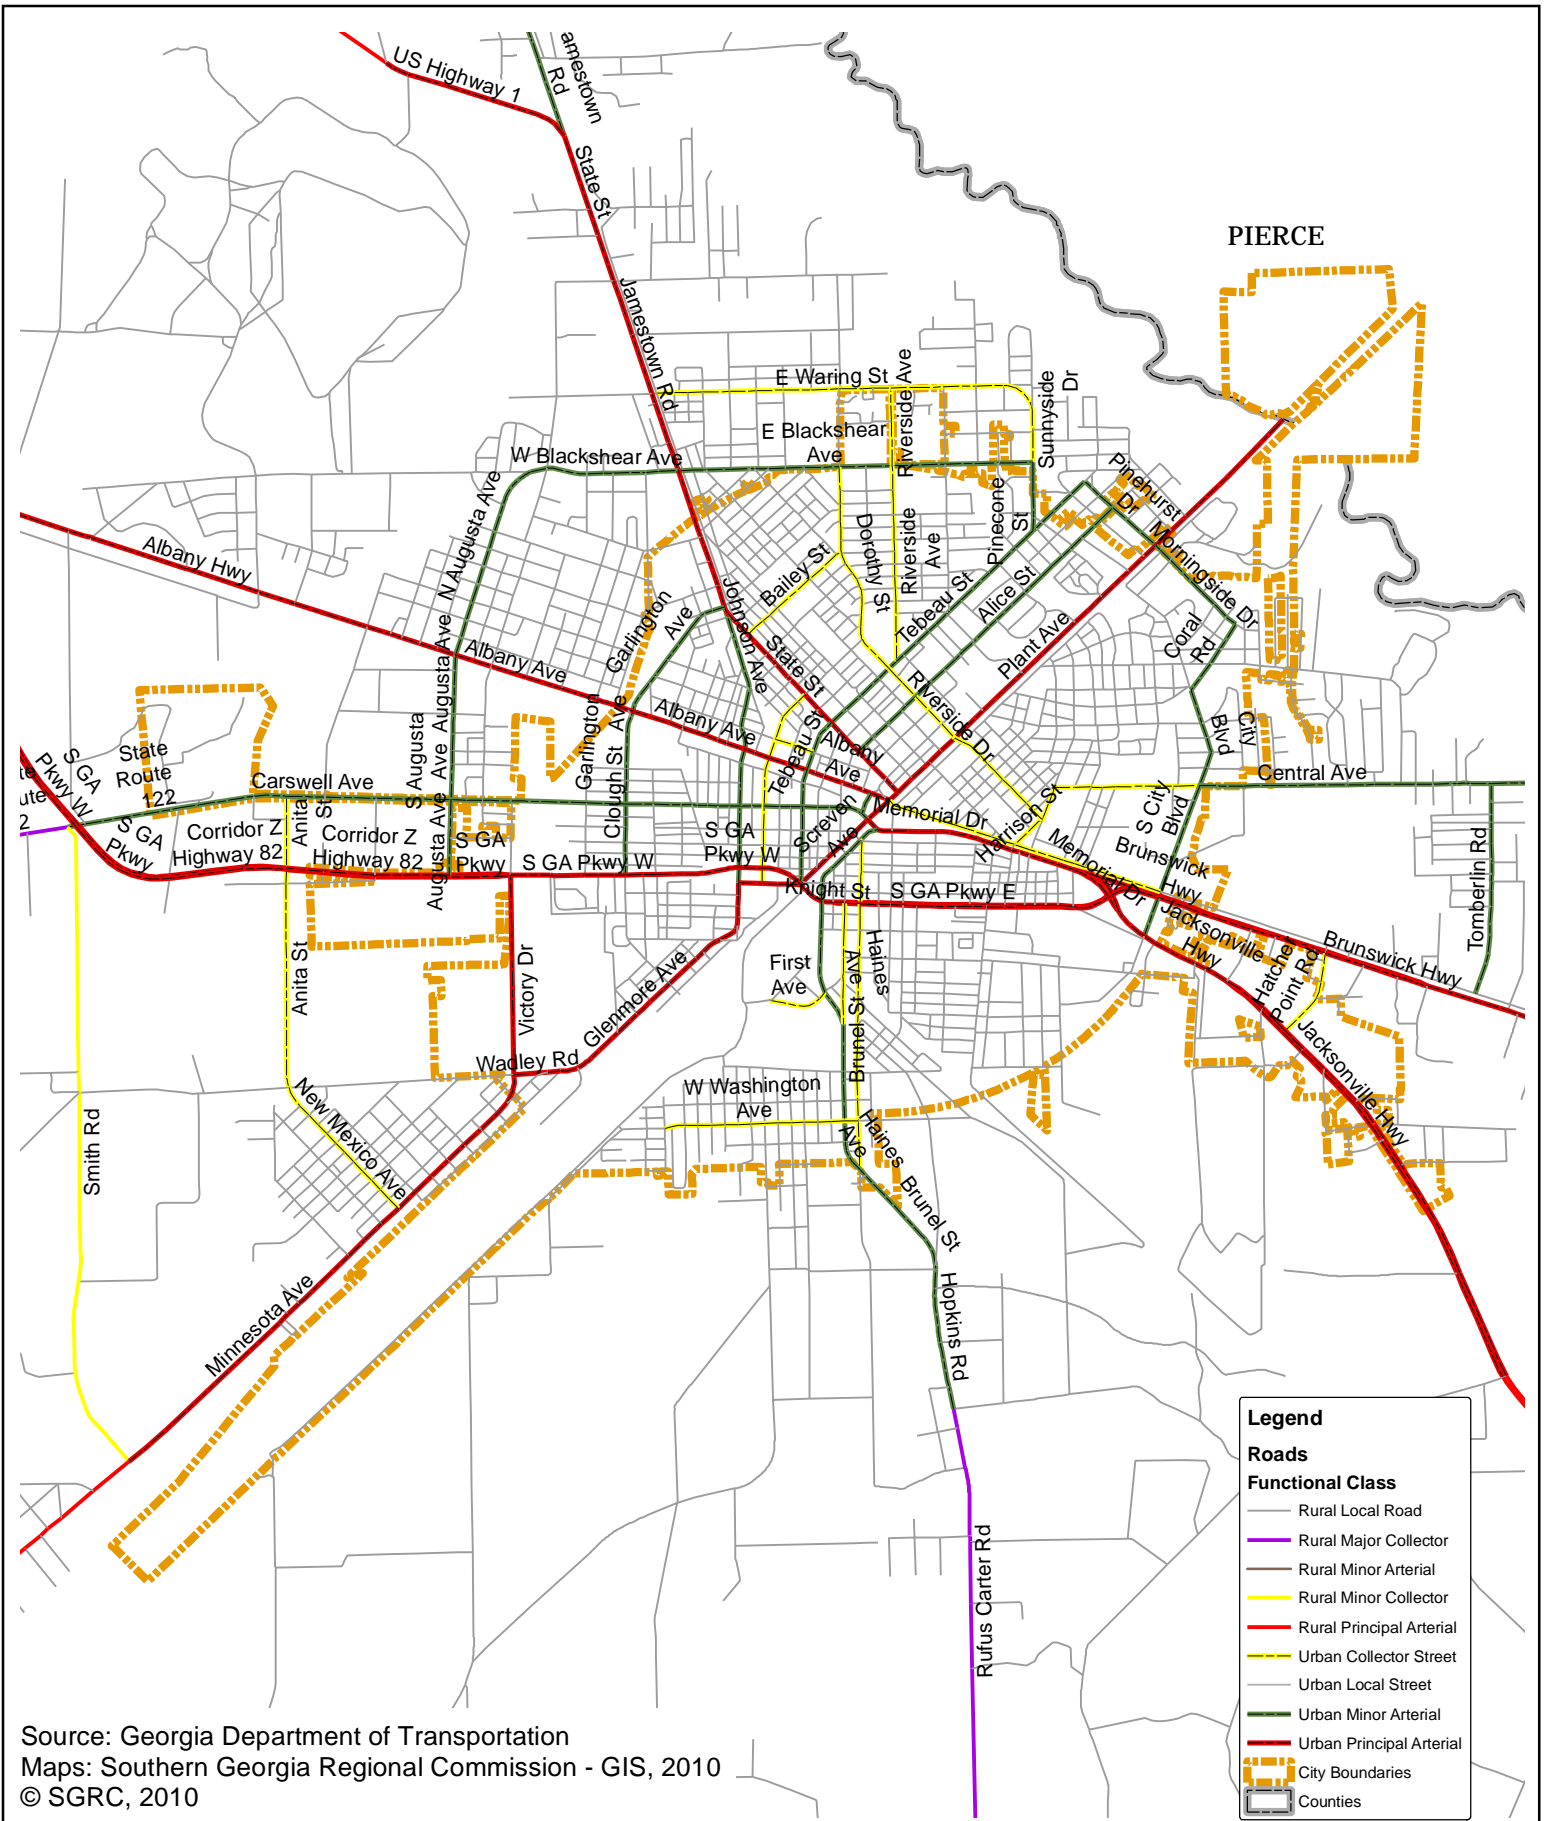 US Highway 1
amestown
Rd
State St
PIERCE
Jamestown Rd
E Waring St
Riverside Ave
Sunnyside
Dr
E Blackshear
Ave
W Blackshear Ave
Pinehurst
Dr
N Augusta Ave
Albany Hwy
Dorothy St
Riverside
Ave
Pinecone
St
Morningside Dr
Bailey St
Johnson Ave
Garlington
Ave
Tebeau St
Alice St
Plant Ave
Coral
Rd
Augusta Ave
Albany Ave
State St
Riverside Dr
Albany Ave
Garlington
Ave
Clough St
Tebeau St
Albany
Ave
City
Blvd
S GA
Pkwy W
State
Route
122
te
ute
2
Carswell Ave
S Augusta
Ave
Central Ave
Anita
St
S GA
Pkwy
Corridor Z
Highway 82
Corridor Z
Highway 82
Augusta Ave
S GA
Pkwy
S GA Pkwy W
S GA
Pkwy W
Screven
Ave
Memorial Dr
Harrison St
S City
Blvd
Memorial Dr
Brunswick
Hwy
Tomberlin Rd
Knight St
S GA Pkwy E
Jacksonville
Hwy
Brunswick Hwy
Hatcher
Point Rd
Anita St
Victory Dr
Glenmore Ave
First
Ave
Haines
Ave
Brunel St
Jacksonville Hwy
Wadley Rd
W Washington
Ave
New Mexico Ave
Smith Rd
Haines
Ave
Brunel St
Minnesota Ave
Hopkins Rd
Rufus Carter Rd
Legend
Roads
Functional Class
Rural Local Road
Rural Major Collector
Rural Minor Arterial
Rural Minor Collector
Rural Principal Arterial
Urban Collector Street
Urban Local Street
Urban Minor Arterial
Urban Principal Arterial
City Boundaries
Counties
Source: Georgia Department of Transportation
Maps: Southern Georgia Regional Commission - GIS, 2010
© SGRC, 2010